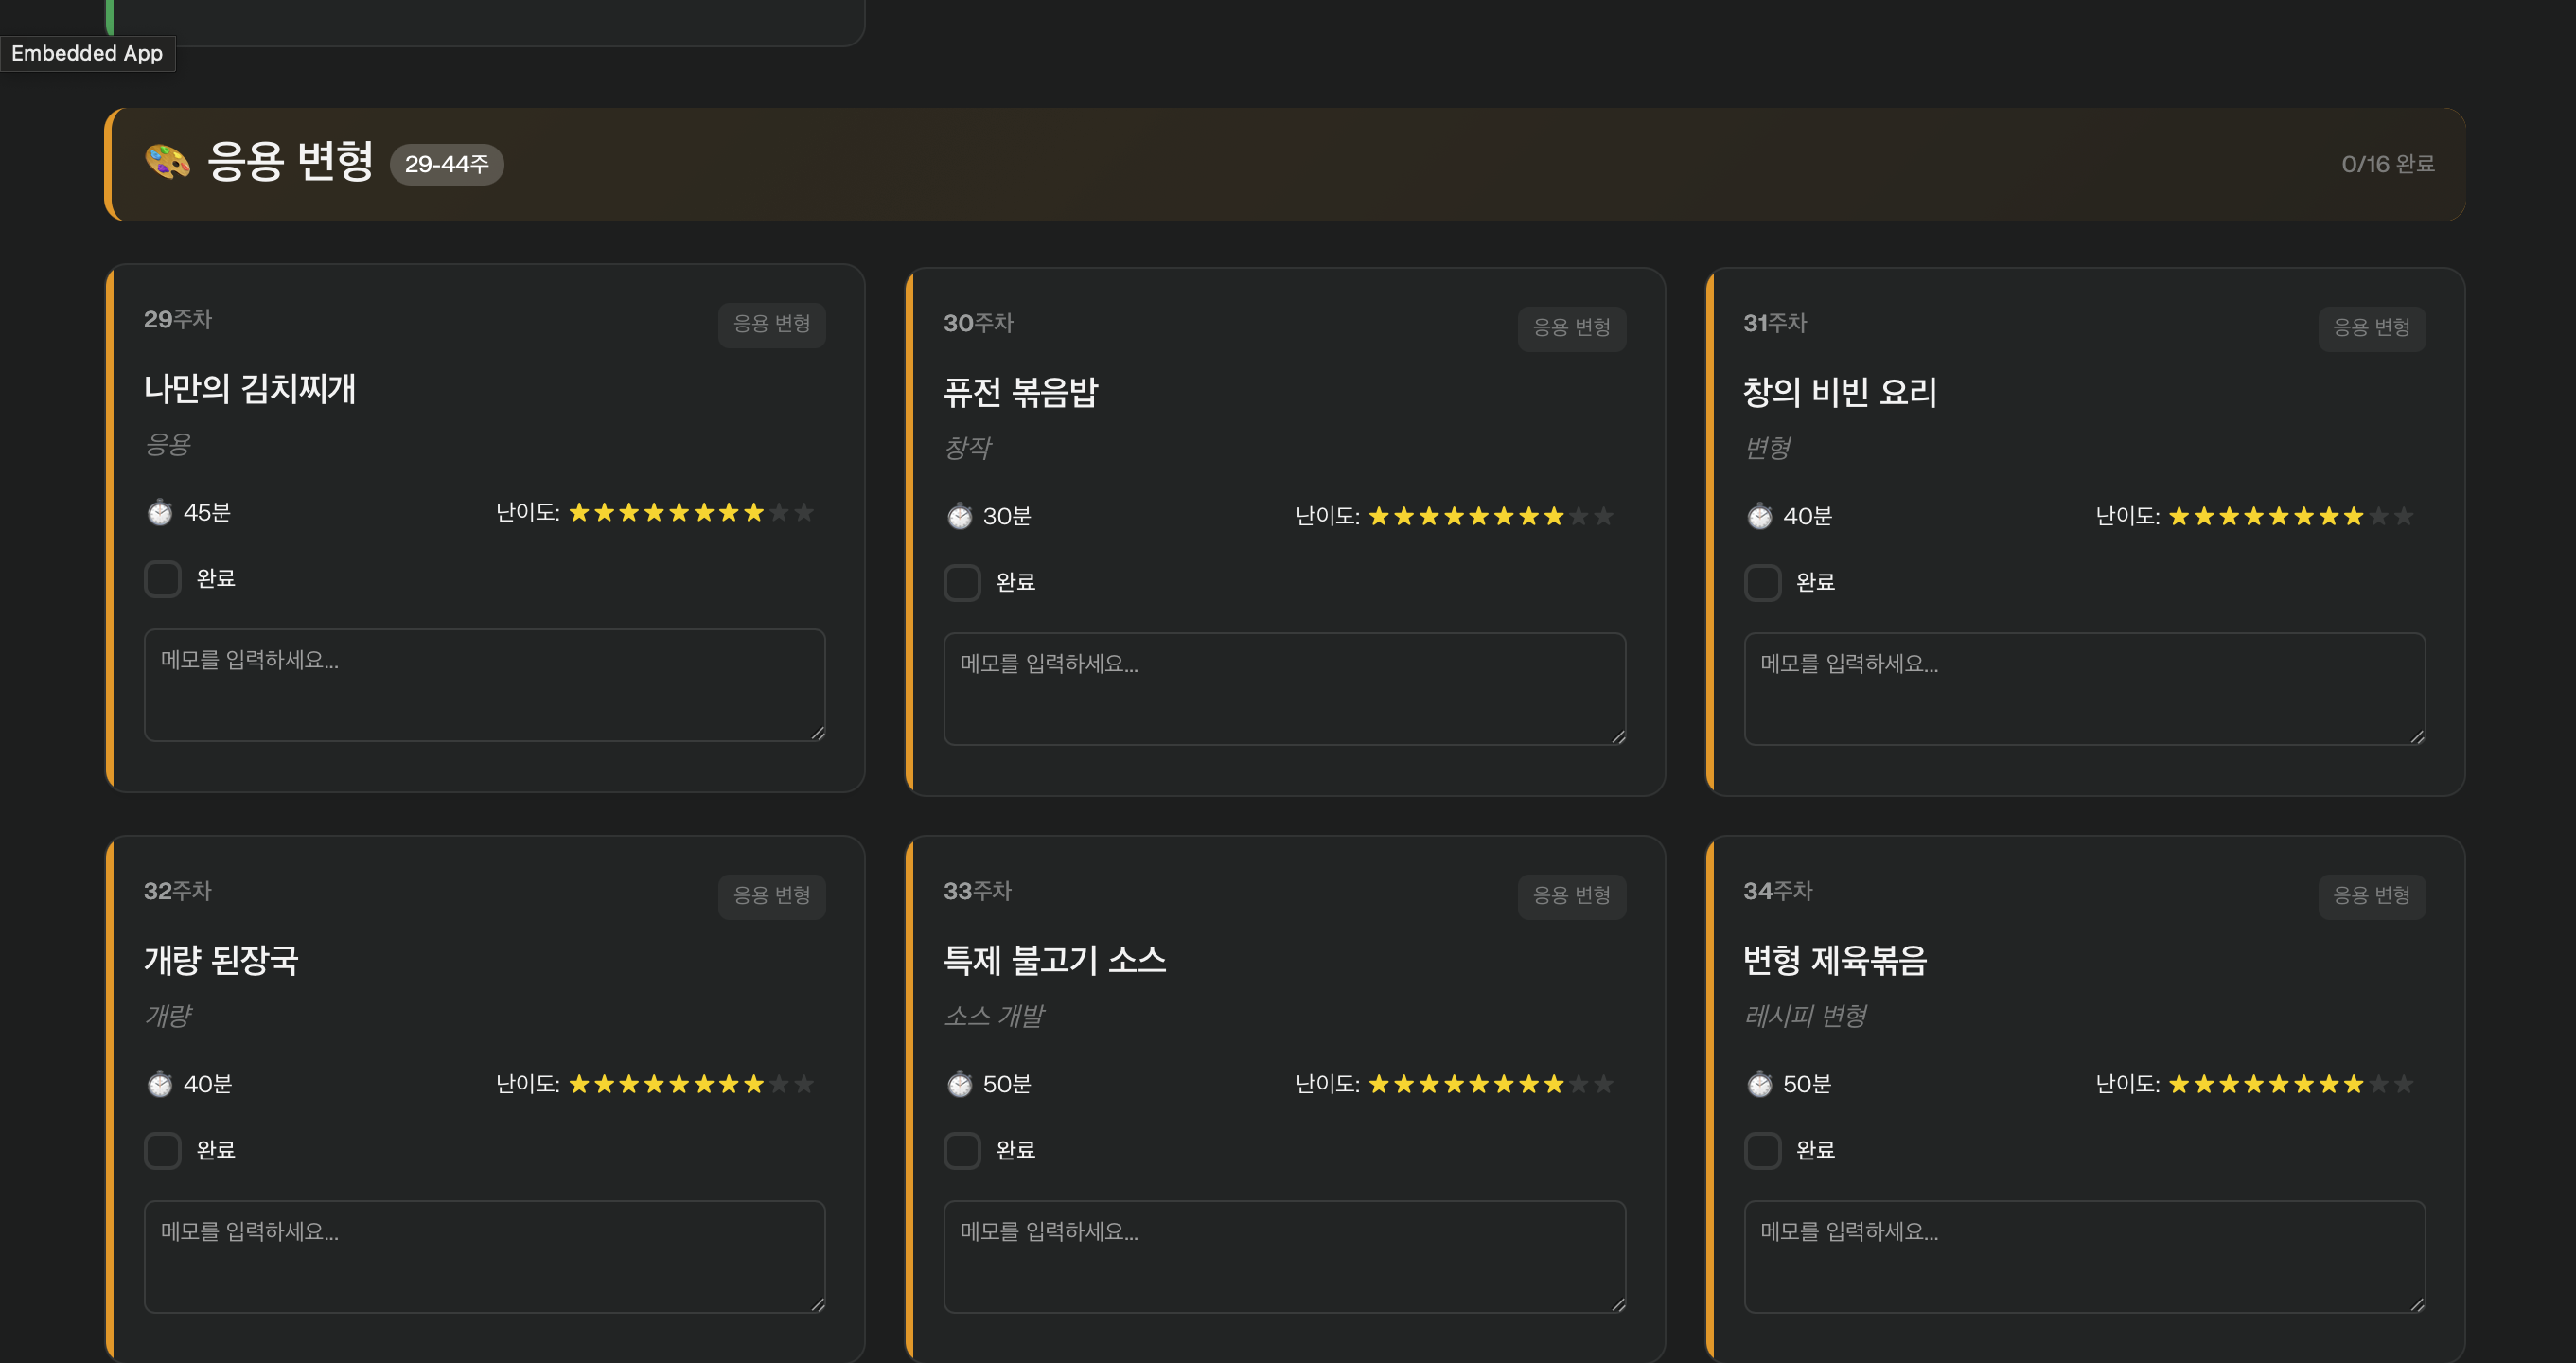 Embedded App
응용 변형 29-44주 0/16 완료
29주차 응용 변형
나만의 김치찌개
응용
45분 난이도:
완료
메모를 입력하세요...
30주차 응용 변형
퓨전 볶음밥
창작
30분 난이도:
완료
메모를 입력하세요...
31주차 응용 변형
창의 비빈 요리
변형
40분 난이도:
완료
메모를 입력하세요...
32주차 응용 변형
개량 된장국
개량
40분 난이도:
완료
메모를 입력하세요...
33주차 응용 변형
특제 불고기 소스
소스 개발
50분 난이도:
완료
메모를 입력하세요...
34주차 응용 변형
변형 제육볶음
레시피 변형
50분 난이도:
완료
메모를 입력하세요...